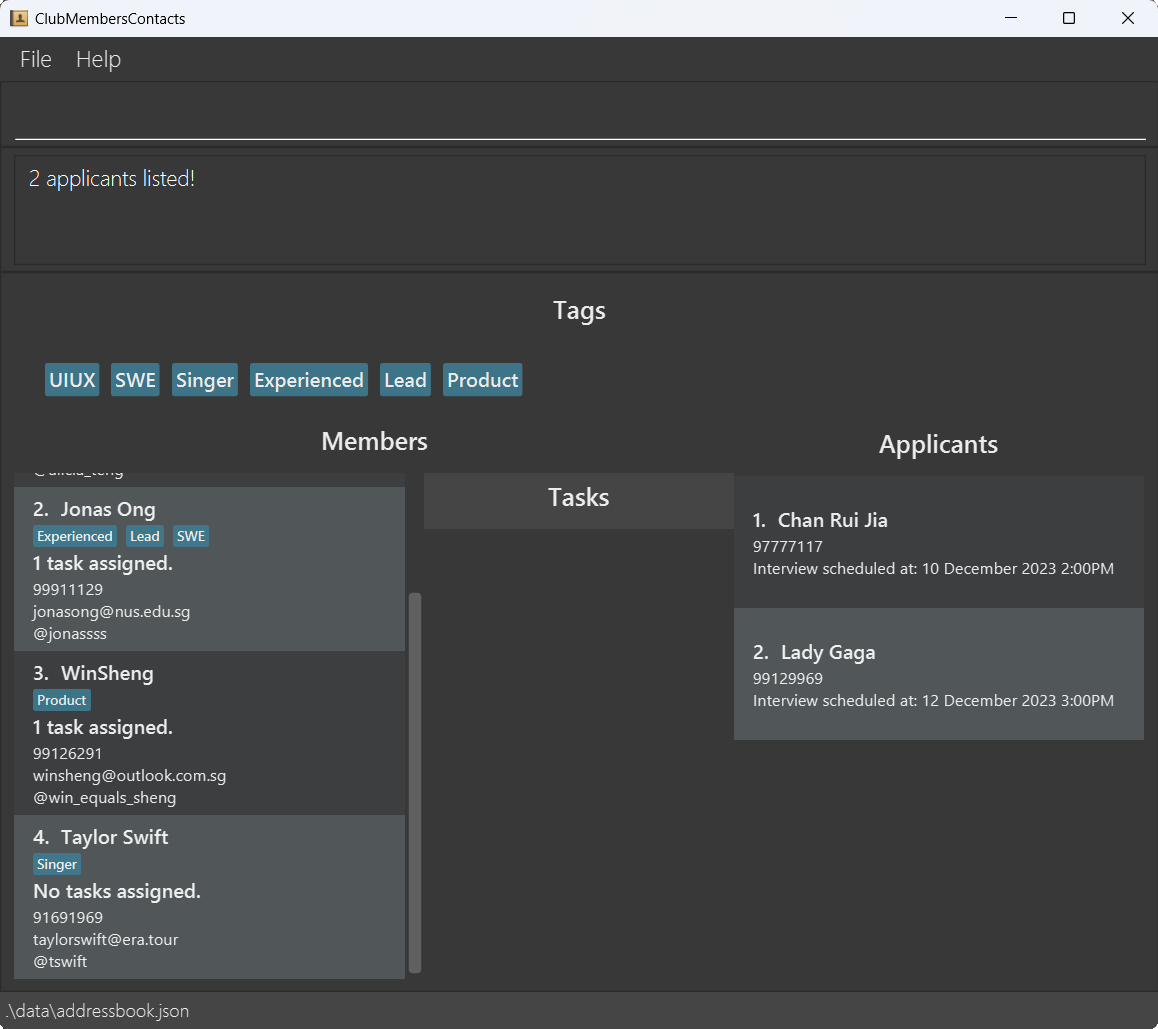 ClubMembersContacts
File Help
2 applicants listed!
Tags
UIUX SWE Singer Experienced Lead Product
Members
2. Jonas Ong
Experienced Lead SWE
1 task assigned.
99911129
jonasong@nus.edu.sg
@jonassss
3. WinSheng
Product
1 task assigned.
99126291
winsheng@outlook.com.sg
@win_equals_sheng
4. Taylor Swift
Singer
No tasks assigned.
91691969
taylorswift@era.tour
@tswift
Tasks
Applicants
1. Chan Rui Jia
97777117
Interview scheduled at: 10 December 2023 2:00PM
2. Lady Gaga
99129969
Interview scheduled at: 12 December 2023 3:00PM
.\data\addressbook.json